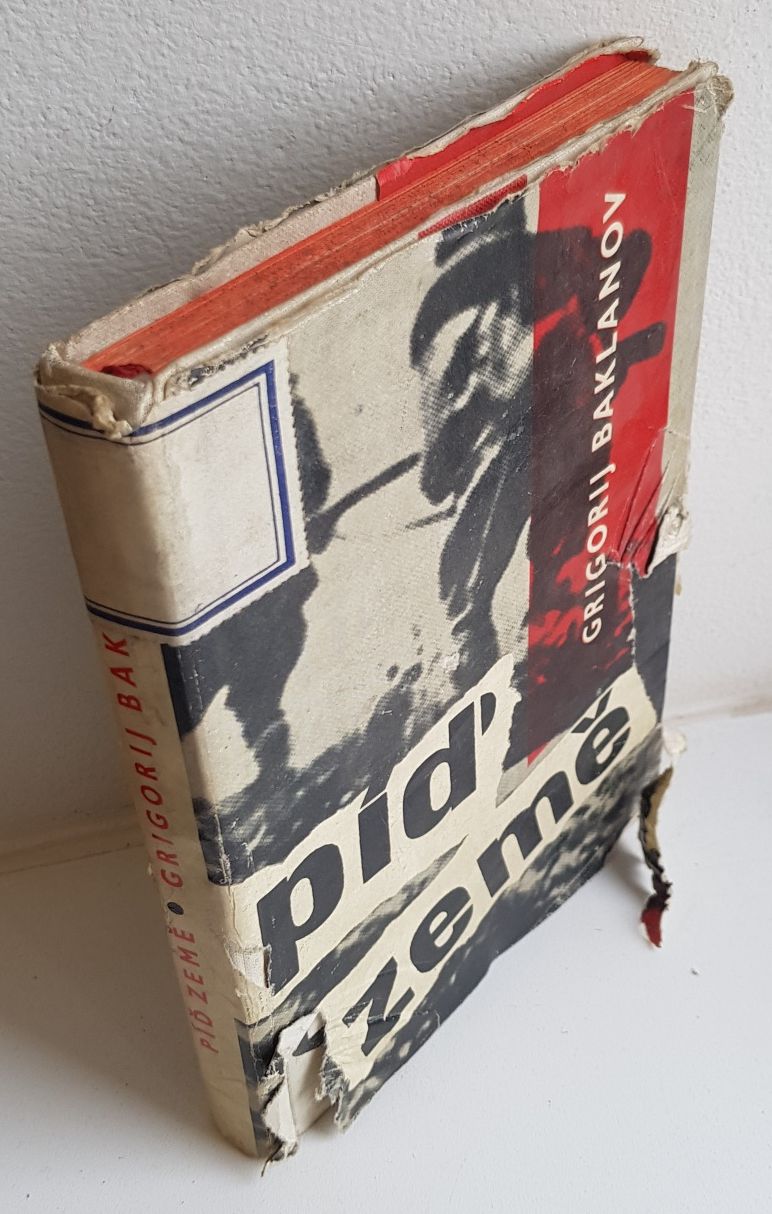 GRIGORIJ BAKLANOV
píď
země
PÍĎ ZEMĚ • GRIGORIJ BAK